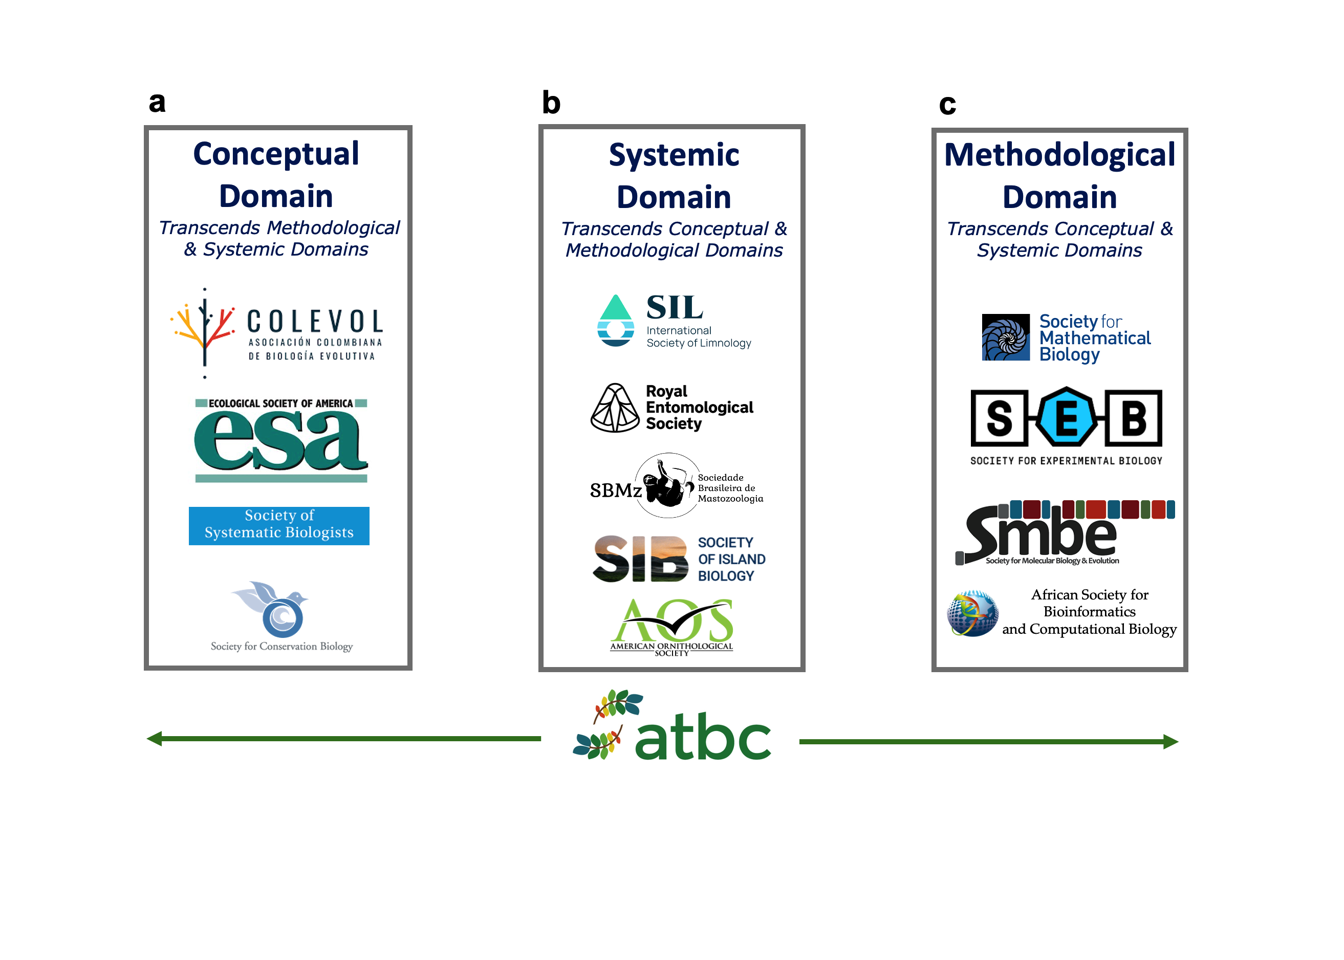 a
Conceptual
Domain
Transcends Methodological
& Systemic Domains
COLEVOL
ASOCIACIÓN COLOMBIANA
DE BIOLOGÍA EVOLUTIVA
ECOLOGICAL SOCIETY OF AMERICA
esa
Society of
Systematic Biologists
Society for Conservation Biology
b
Systemic
Domain
Transcends Conceptual &
Methodological Domains
SIL
International
Society of Limnology
Royal
Entomological
Society
SBMz
Sociedade
Brasileira de
Mastozoologia
SIB
SOCIETY
OF ISLAND
BIOLOGY
AOS
AMERICAN ORNITHOLOGICAL
SOCIETY
c
Methodological
Domain
Transcends Conceptual &
Systemic Domains
Society for
Mathematical
Biology
SEB
SOCIETY FOR EXPERIMENTAL BIOLOGY
Smbe
Society for Molecular Biology & Evolution
African Society for
Bioinformatics
and Computational Biology
atbc